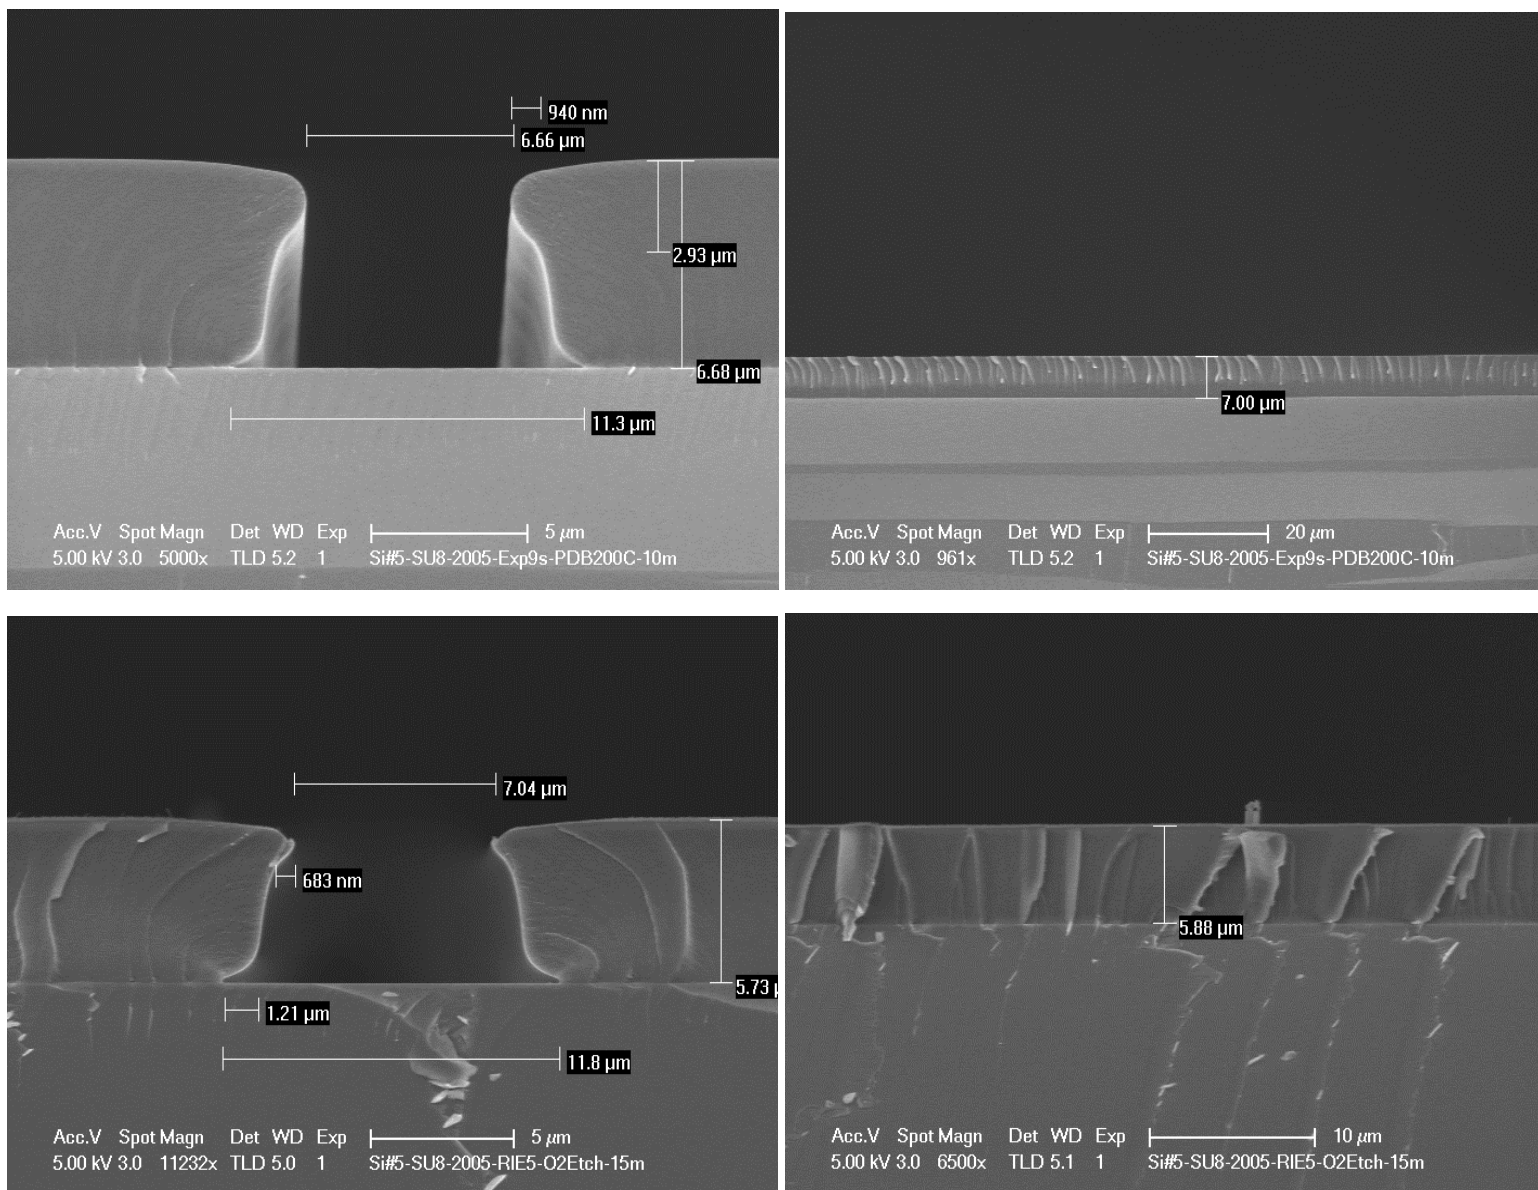 940 nm
6.66 µm
2.93 µm
6.68 µm
11.3 µm
Acc.V Spot Magn Det WD Exp 5 µm
5.00 kV 3.0 5000x TLD 5.2 1 Si#5-SU8-2005-Exp9s-PDB200C-10m
7.00 µm
Acc.V Spot Magn Det WD Exp 20 µm
5.00 kV 3.0 961x TLD 5.2 1 Si#5-SU8-2005-Exp9s-PDB200C-10m
7.04 µm
683 nm
5.73 µ
1.21 µm
11.8 µm
Acc.V Spot Magn Det WD Exp 5 µm
5.00 kV 3.0 11232x TLD 5.0 1 Si#5-SU8-2005-RIE5-O2Etch-15m
5.88 µm
Acc.V Spot Magn Det WD Exp 10 µm
5.00 kV 3.0 6500x TLD 5.1 1 Si#5-SU8-2005-RIE5-O2Etch-15m